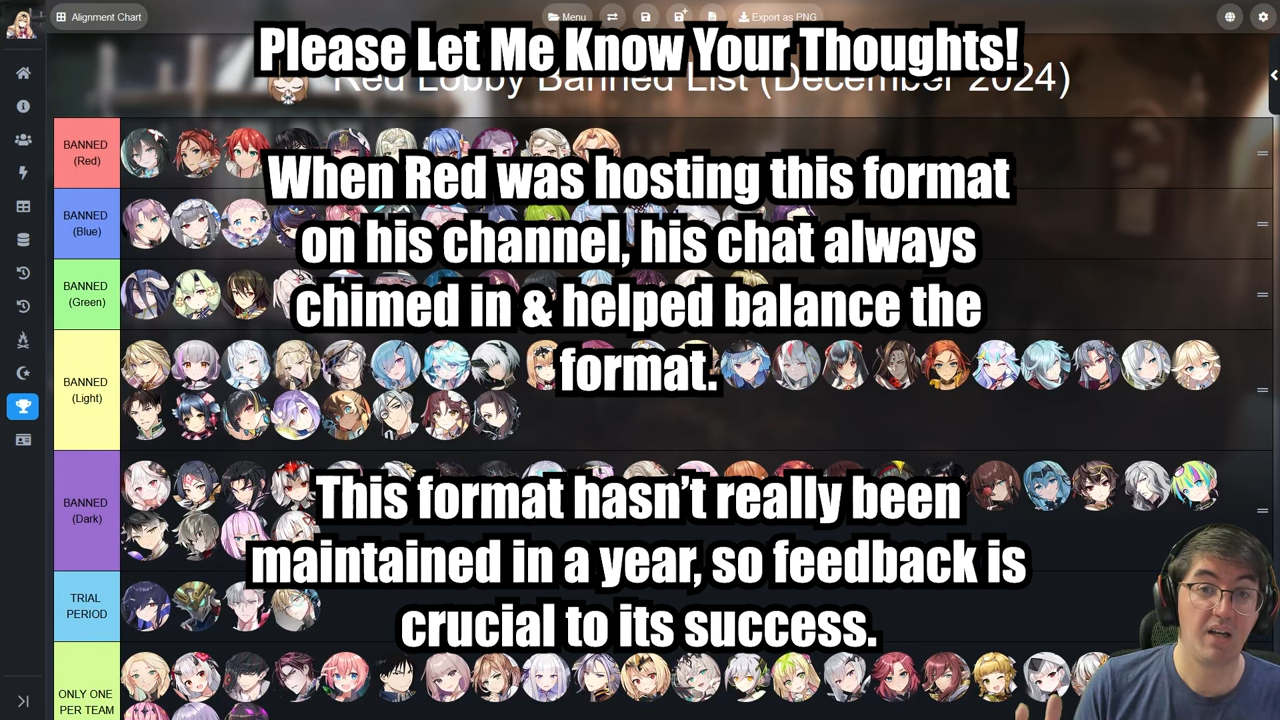 Alignment Chart
Menu
Export as PNG
Please Let Me Know Your Thoughts!
Red Lobby Banned List (December 2024)
BANNED
(Red)
When Red was hosting this format
on his channel, his chat always
chimed in & helped balance the
format.
BANNED
(Blue)
BANNED
(Green)
BANNED
(Light)
BANNED
(Dark)
This format hasn't really been
maintained in a year, so feedback is
crucial to its success.
TRIAL
PERIOD
ONLY ONE
PER TEAM